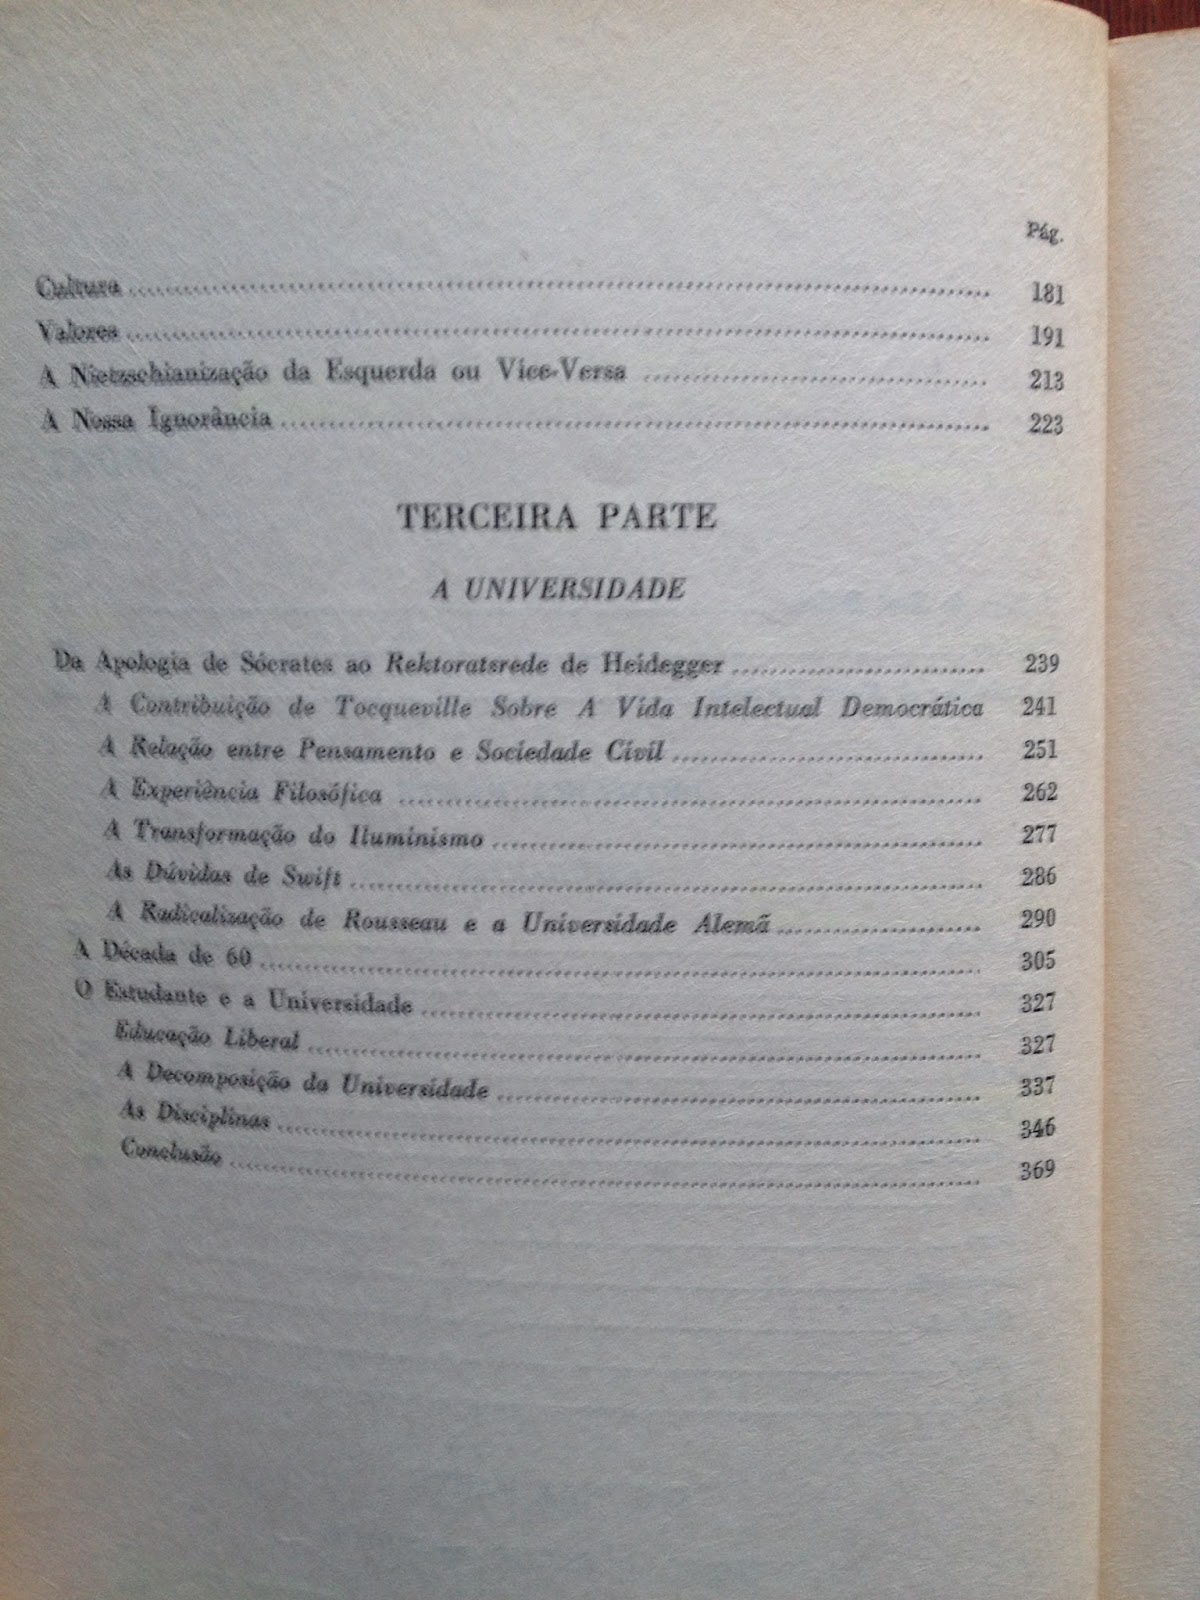 Pág.
Cultura 181
Valores 191
A Nietzschianização da Esquerda ou Vice-Versa 213
A Nossa Ignorância 223
TERCEIRA PARTE
A UNIVERSIDADE
Da Apologia de Sócrates ao Rektoratsrede de Heidegger 239
A Contribuição de Tocqueville Sobre A Vida Intelectual Democrática 241
A Relação entre Pensamento e Sociedade Civil 251
A Experiência Filosófica 262
A Transformação do Iluminismo 277
As Dúvidas de Swift 286
A Radicalização de Rousseau e a Universidade Alemã 290
A Década de 60 305
O Estudante e a Universidade 327
Educação Liberal 327
A Decomposição da Universidade 337
As Disciplinas 346
Conclusão 369